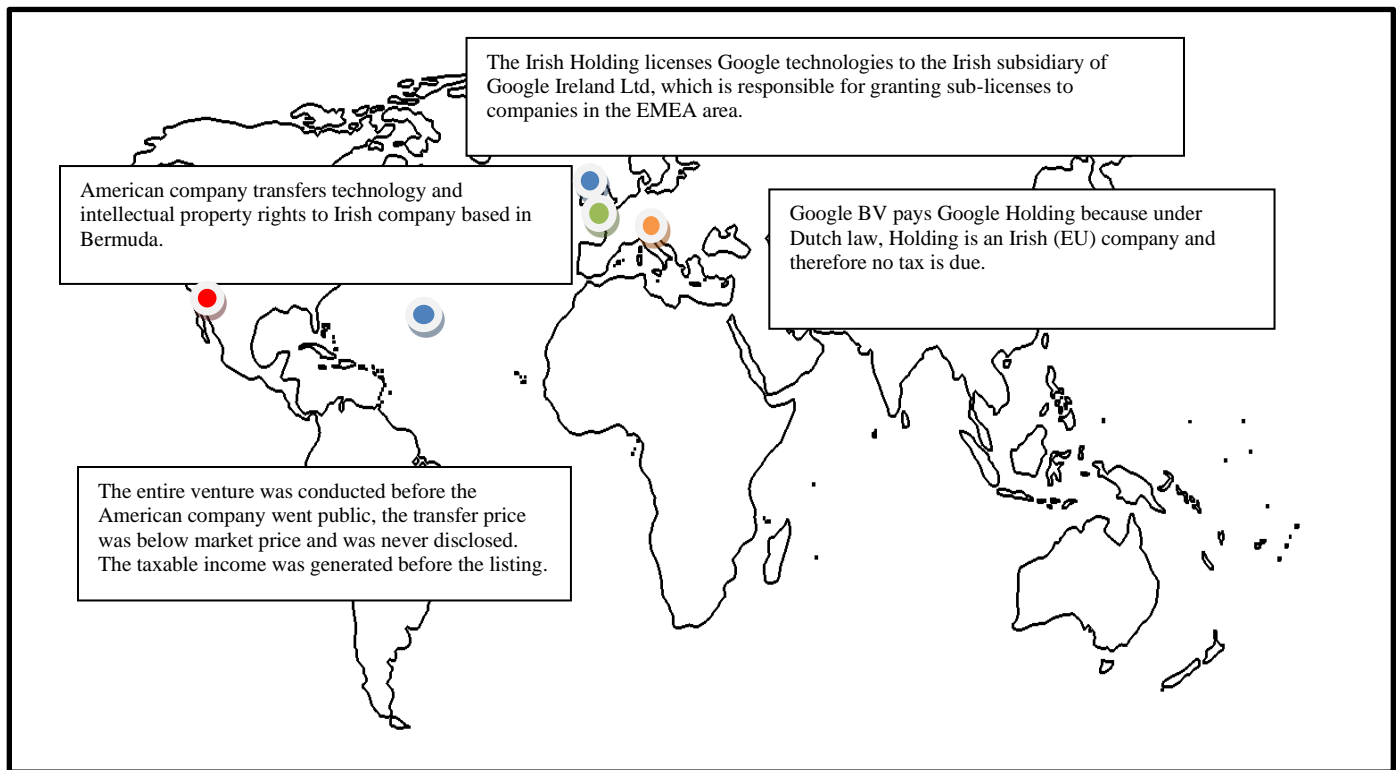 The Irish Holding licenses Google technologies to the Irish subsidiary of
Google Ireland Ltd, which is responsible for granting sub-licenses to
companies in the EMEA area.
American company transfers technology and
intellectual property rights to Irish company based in
Bermuda.
Google BV pays Google Holding because under
Dutch law, Holding is an Irish (EU) company and
therefore no tax is due.
The entire venture was conducted before the
American company went public, the transfer price
was below market price and was never disclosed.
The taxable income was generated before the listing.